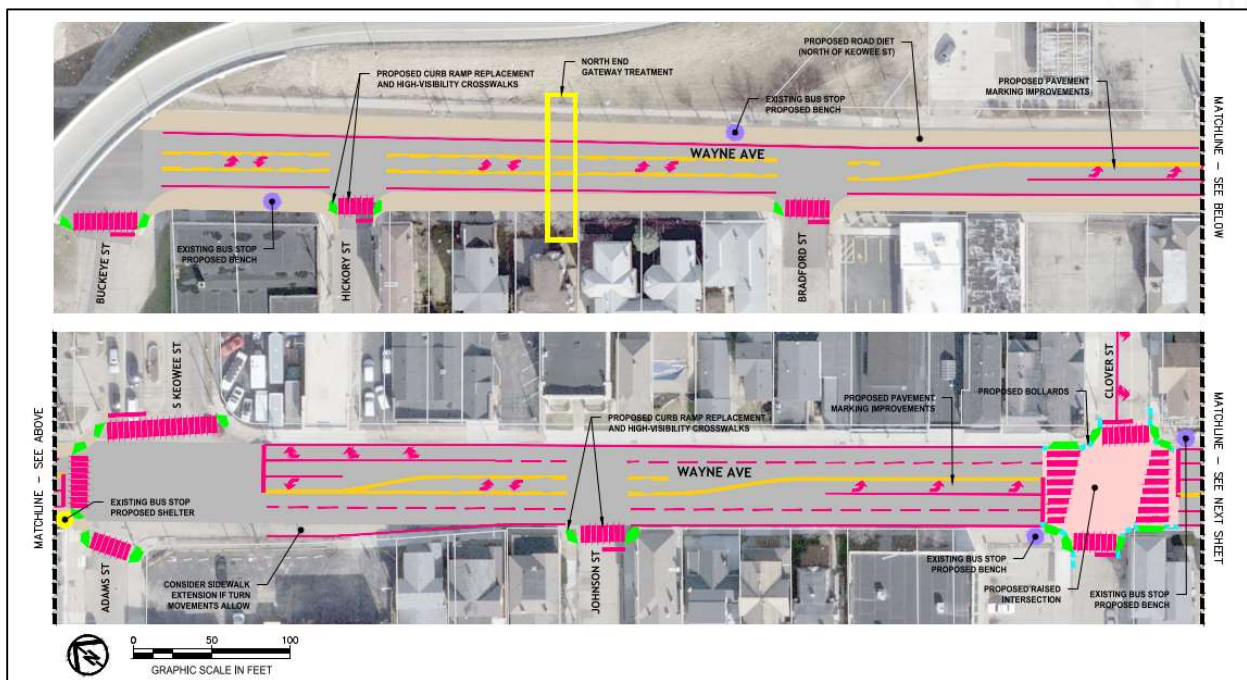 PROPOSED ROAD DIET
(NORTH OF KEOWEE ST)
NORTH END
GATEWAY TREATMENT
PROPOSED CURB RAMP REPLACEMENT
AND HIGH-VISIBILITY CROSSWALKS
PROPOSED PAVEMENT
MARKING IMPROVEMENTS
EXISTING BUS STOP
PROPOSED BENCH
WAYNE AVE
MATCHLINE - SEE BELOW
EXISTING BUS STOP
PROPOSED BENCH
BUCKEYE ST
HICKORY ST
BRADFORD ST
MATCHLINE - SEE ABOVE
S KEOWEE ST
CLOVER ST
PROPOSED BOLLARDS
PROPOSED PAVEMENT
MARKING IMPROVEMENTS
PROPOSED CURB RAMP REPLACEMENT
AND HIGH-VISIBILITY CROSSWALKS
WAYNE AVE
MATCHLINE - SEE NEXT SHEET
EXISTING BUS STOP
PROPOSED SHELTER
ADAMS ST
CONSIDER SIDEWALK
EXTENSION IF TURN
MOVEMENTS ALLOW
JOHNSON ST
EXISTING BUS STOP
PROPOSED BENCH
PROPOSED RAISED
INTERSECTION
EXISTING BUS STOP
PROPOSED BENCH
N
0 50 100
GRAPHIC SCALE IN FEET